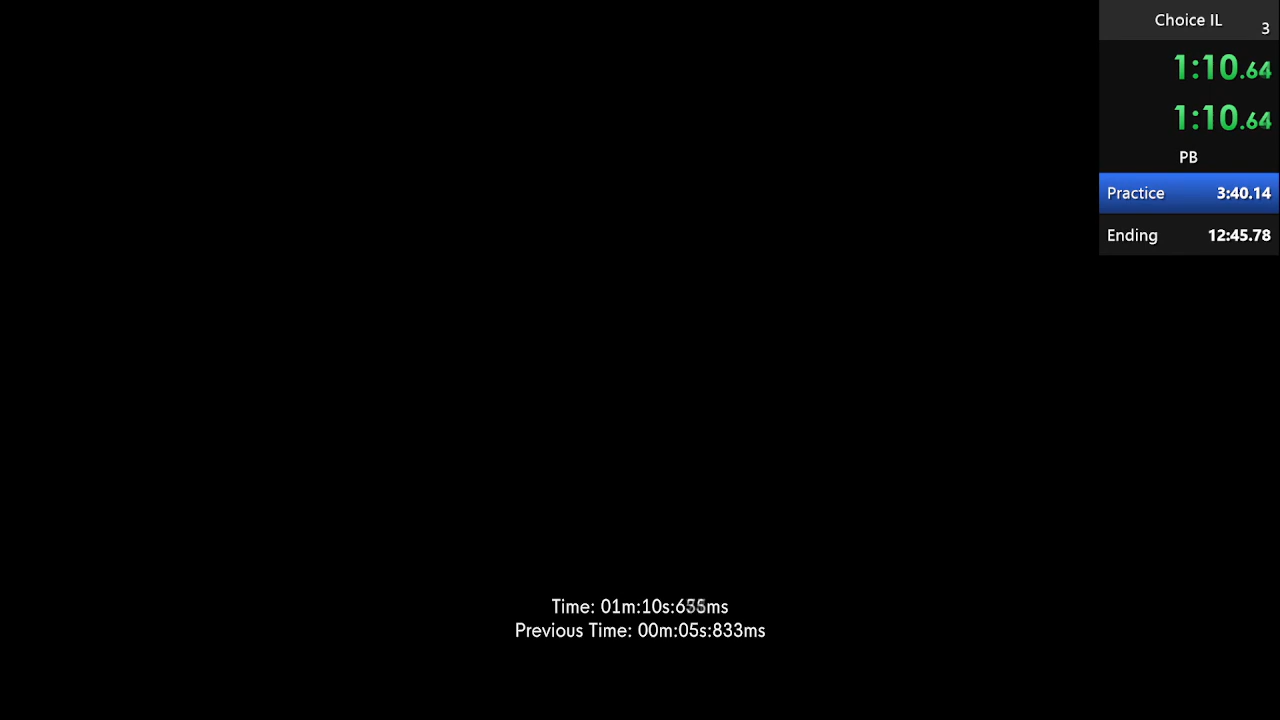 Choice IL
3
1:10.64
1:10.64
PB
Practice 3:40.14
Ending 12:45.78
Time: 01m:10s:655ms
Previous Time: 00m:05s:833ms